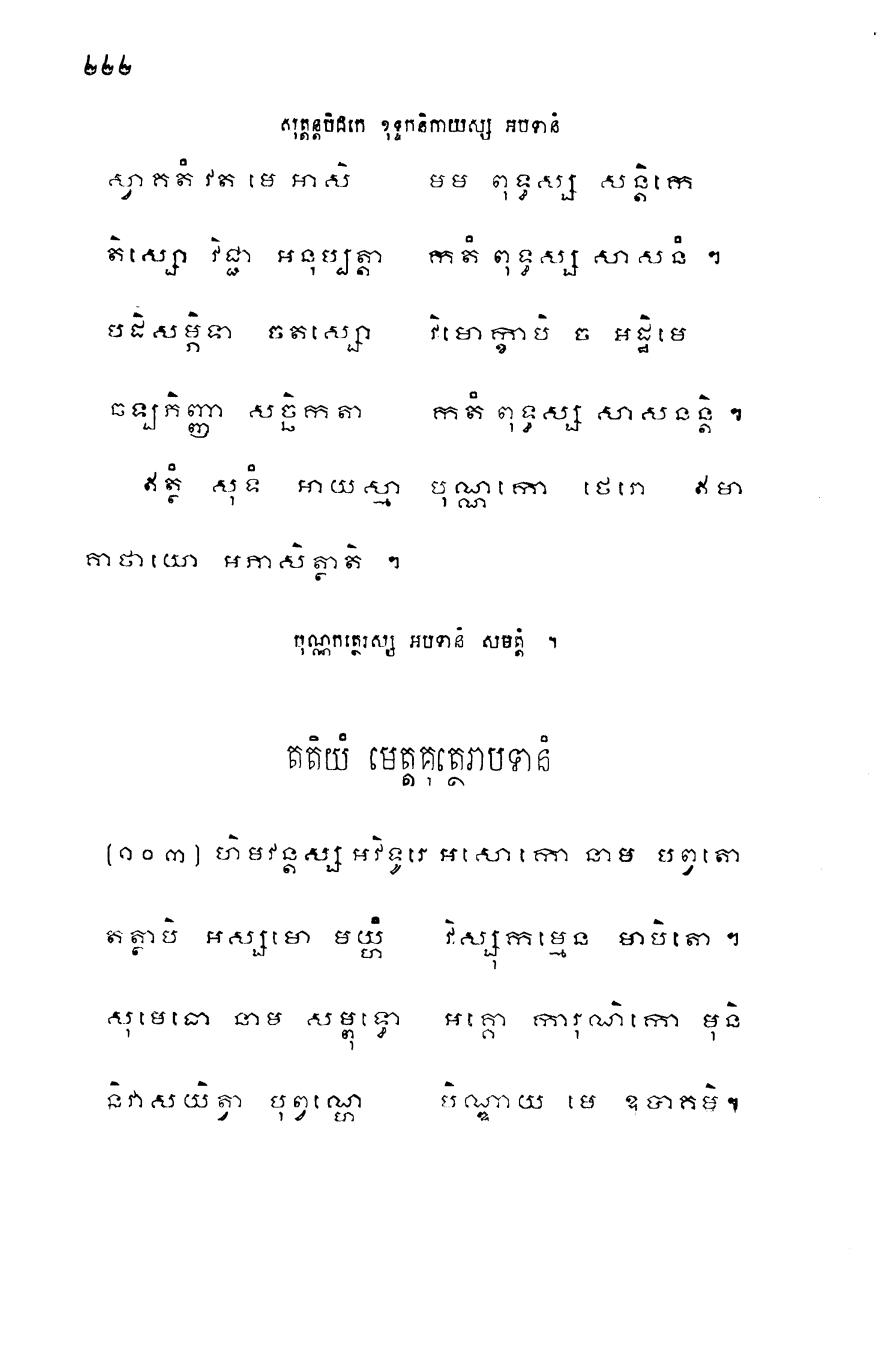 ២២២
សុត្តន្តបិដកេ ខុទ្ទកនិកាយស្ស អបទានំ
ស្វាគតំ វត មេ អាសិ មម ពុទ្ធស្ស សន្តិកេ
តិស្សោ វិជ្ជា អនុប្បត្តា កតំ ពុទ្ធស្ស សាសនំ ។
បដិសម្ភិទា ចតស្សោ វិមោក្ខាបិ ច អដ្ឋិមេ
ចឡភិញ្ញា សច្ឆិកតា កតំ ពុទ្ធស្ស សាសនន្តិ ។
ឥត្ថំ សុទំ អាយស្មា បុណ្ណកោ ថេរោ ឥមា
គាថាយោ អភាសិត្ថាតិ ។
បុណ្ណកត្ថេរស្ស អបទានំ សមត្តំ ។
តតិយំ មេត្តគុត្ថេរាបទានំ
(១០៣) ហិមវន្តស្ស អវិទូរេ អសោកោ នាម បព្វតោ
តត្ថាបិ អស្សមោ មយ្ហំ វិស្សុកម្មេន មាបិតោ ។
សុមេធោ នាម សម្ពុទ្ធោ អគ្គោ ការុណិកោ មុនិ
និវាសយិត្វា បុព្វណ្ហេ បិណ្ឌាយ មេ ឧបាគមិ ។